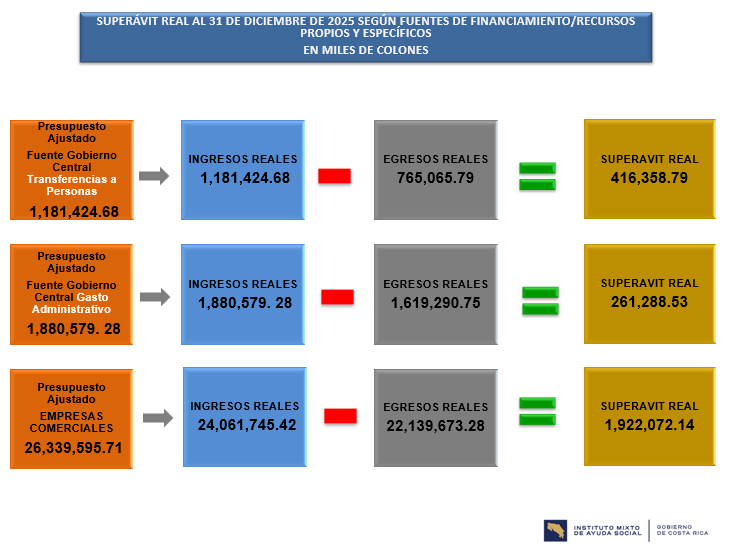 SUPERÁVIT REAL AL 31 DE DICIEMBRE DE 2025 SEGÚN FUENTES DE FINANCIAMIENTO/RECURSOS
PROPIOS Y ESPECÍFICOS
EN MILES DE COLONES
Presupuesto
Ajustado
Fuente Gobierno
Central
Transferencias a
Personas
1,181,424.68
INGRESOS REALES
1,181,424.68
EGRESOS REALES
765,065.79
SUPERAVIT REAL
416,358.79
Presupuesto
Ajustado
Fuente Gobierno
Central Gasto
Administrativo
1,880,579. 28
INGRESOS REALES
1,880,579. 28
EGRESOS REALES
1,619,290.75
SUPERAVIT REAL
261,288.53
Presupuesto
Ajustado
EMPRESAS
COMERCIALES
26,339,595.71
INGRESOS REALES
24,061,745.42
EGRESOS REALES
22,139,673.28
SUPERAVIT REAL
1,922,072.14
INSTITUTO MIXTO
DE AYUDA SOCIAL
GOBIERNO
DE COSTA RICA